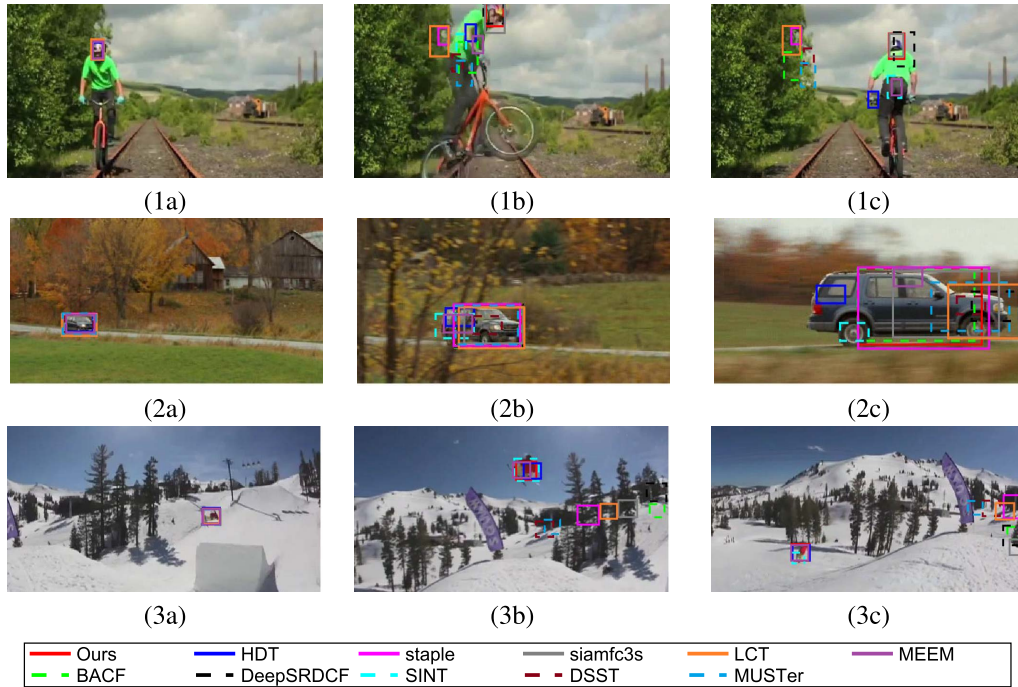 (1a) (1b) (1c)
(2a) (2b) (2c)
(3a) (3b) (3c)
Ours HDT staple siamfc3s LCT MEEM
BACF DeepSRDCF SINT DSST MUSTer